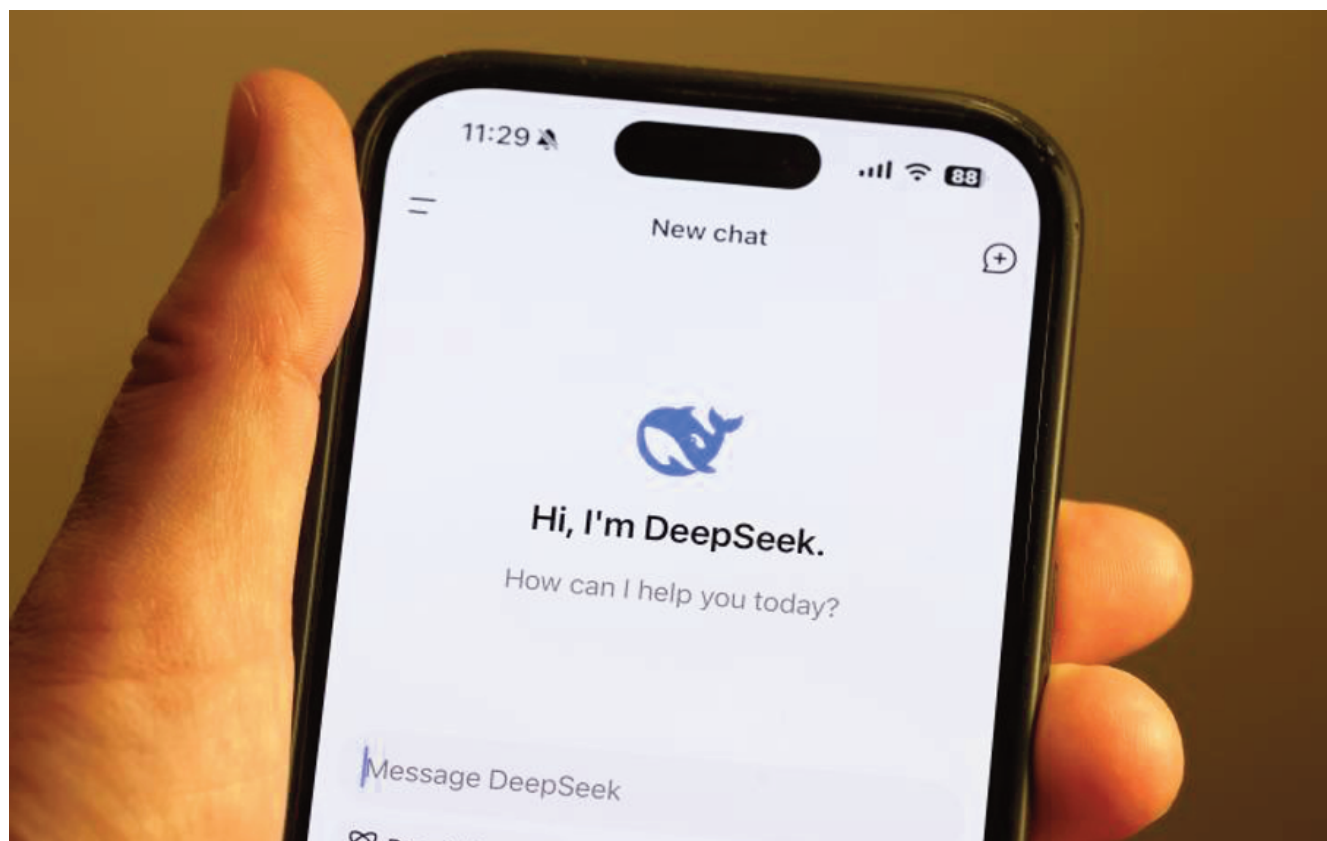 11:29
88
New chat
Hi, I'm DeepSeek.
How can I help you today?
Message DeepSeek